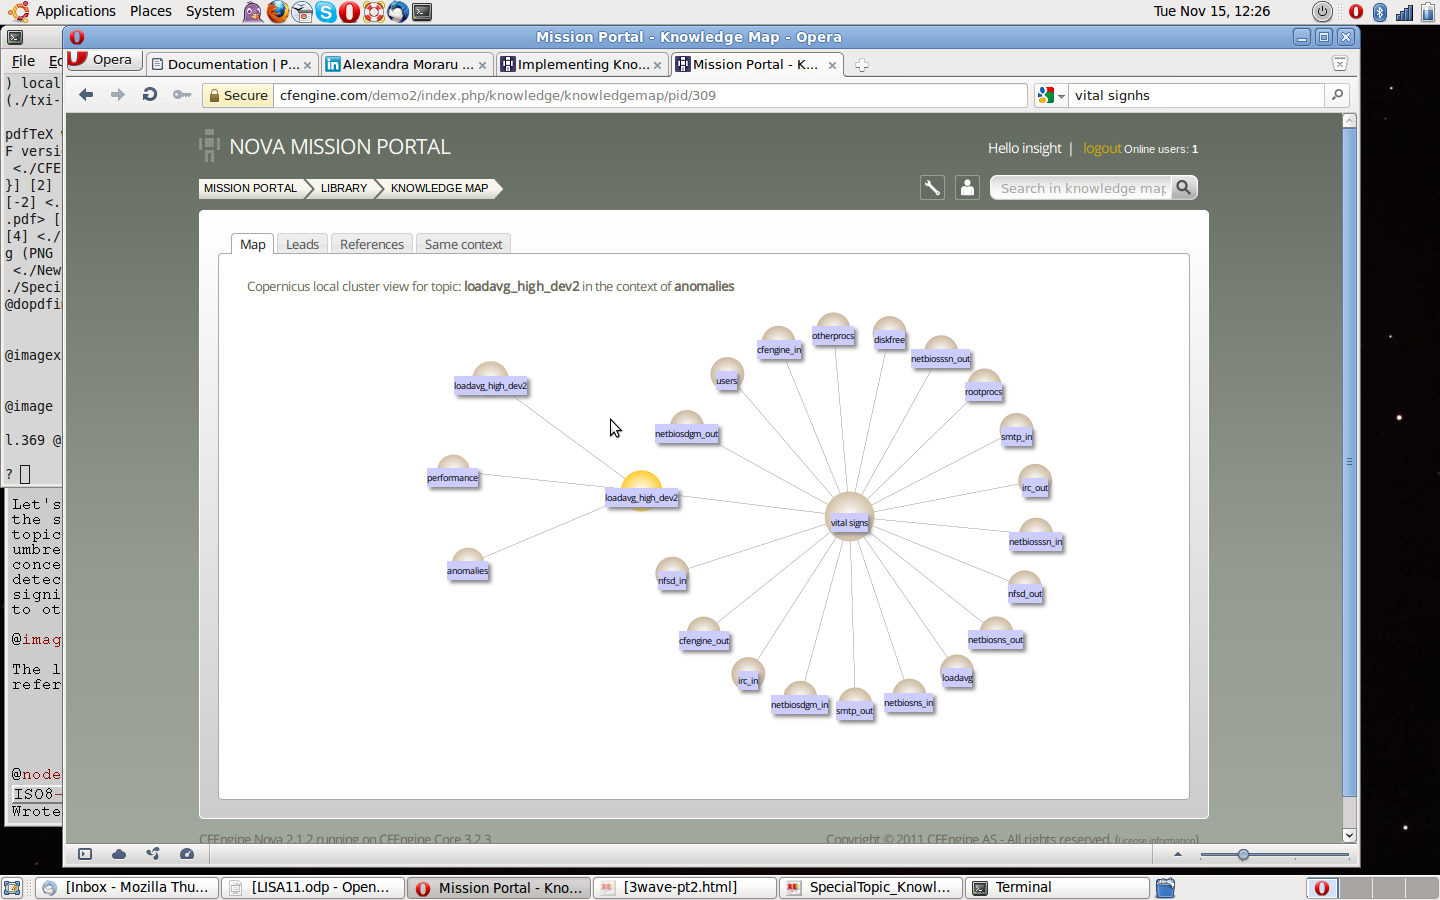 Applications Places System Tue Nov 15, 12:26
Mission Portal - Knowledge Map - Opera
File
Opera
Documentation | P... Alexandra Moraru ... Implementing Kno... Mission Portal - K...
Secure cfengine.com/demo2/index.php/knowledge/knowledgemap/pid/309 vital signhs
) local
(./txi-
pdfTeX
F versi
<./CFE
}] [2]
[-2] <.
.pdf> [
[4] <./
g (PNG
<./New
./Speci
@dopdfi
@imagex
@image
l.369 @
?
Let's
the s
topic
umbre
conce
detec
signi
to ot
@imag
The l
refer
@node
ISO8-
Wrote
NOVA MISSION PORTAL
Hello insight | logout Online users: 1
MISSION PORTAL LIBRARY KNOWLEDGE MAP
Search in knowledge map
Map Leads References Same context
Copernicus local cluster view for topic: loadavg_high_dev2 in the context of anomalies
otherprocs
diskfree
cfengine_in
netbiosssn_out
users
loadavg_high_dev2
rootprocs
netbiosdgm_out
smtp_in
performance
irc_out
loadavg_high_dev2
vital signs
netbiosssn_in
anomalies
nfsd_in
nfsd_out
cfengine_out
netbiosns_out
irc_in
loadavg
netbiosdgm_in
smtp_out
netbiosns_in
CFEngine Nova 2.1.2 running on CFEngine Core 3.2.3
Copyright © 2011 CFEngine AS - All rights reserved. (License information)
[Inbox - Mozilla Thu... [LISA11.odp - Open... Mission Portal - Kno... [3wave-pt2.html] SpecialTopic_Knowl... Terminal